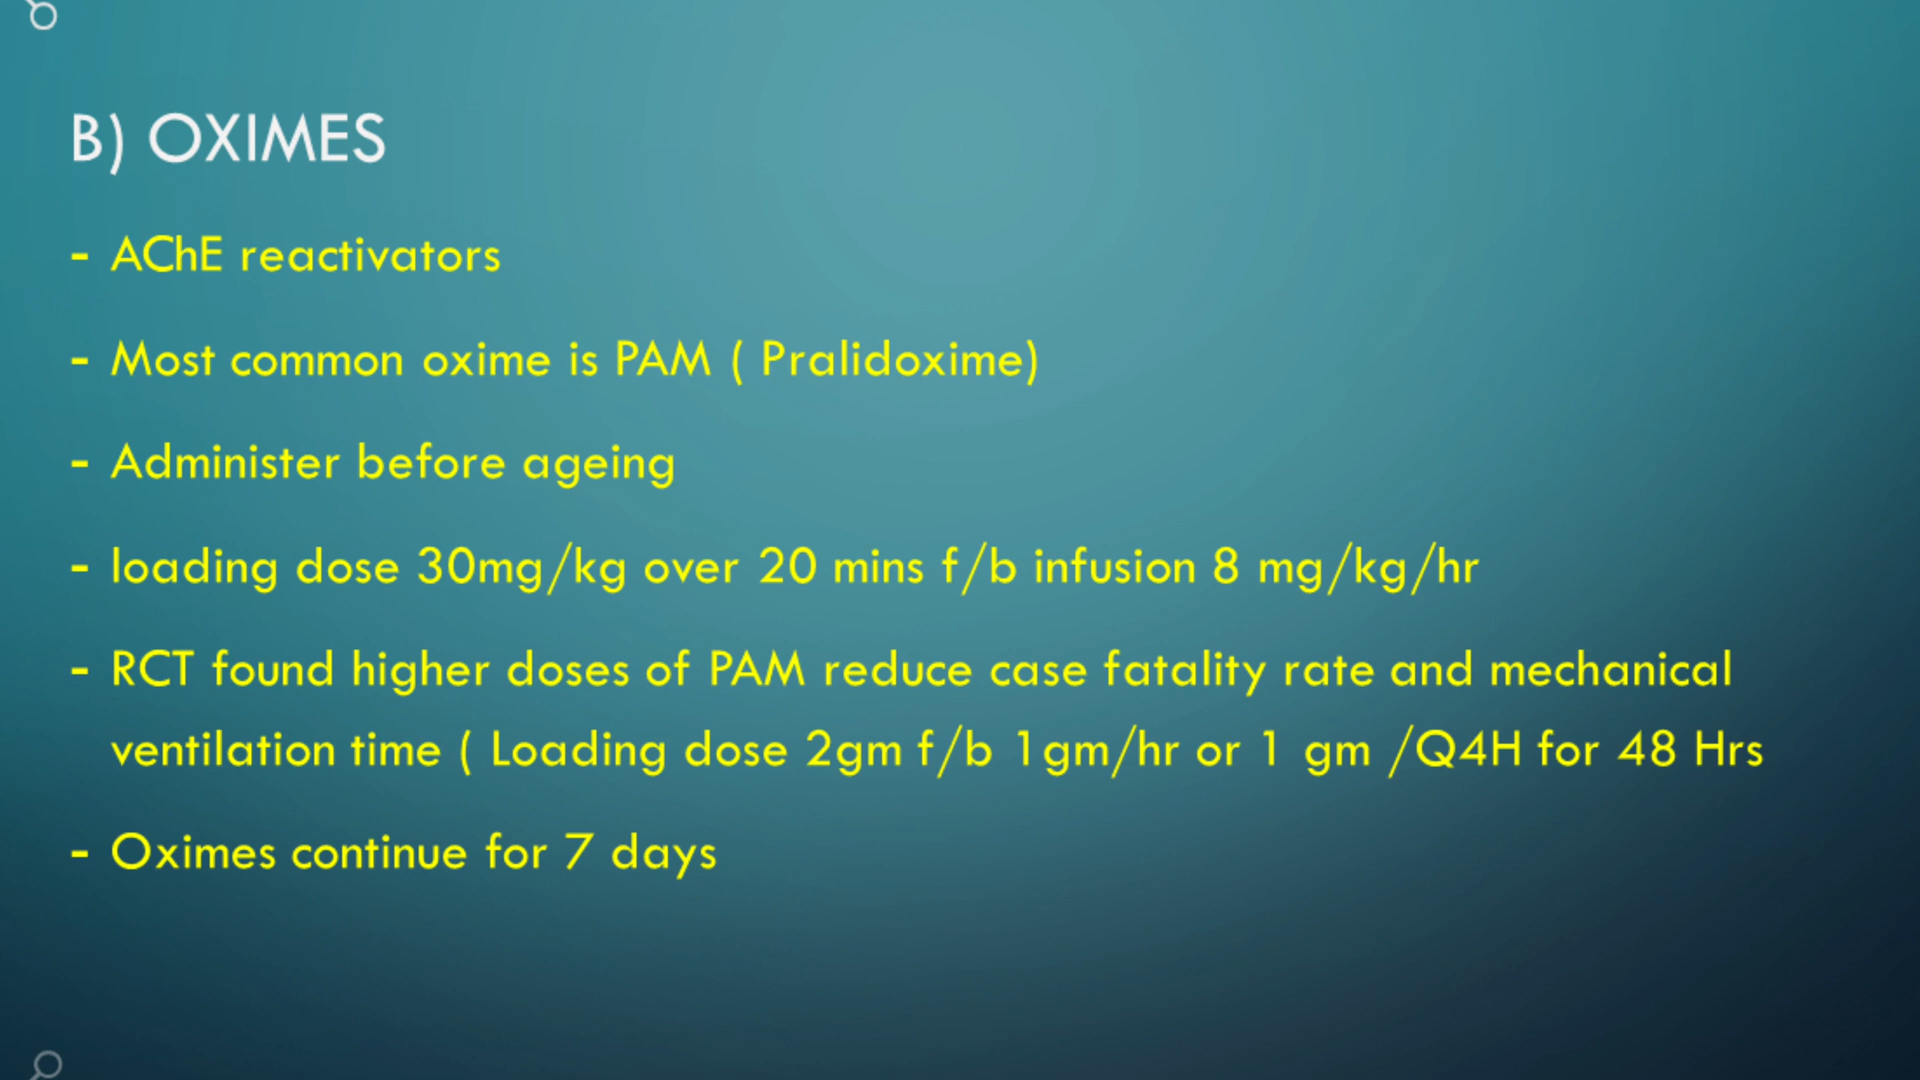 B) OXIMES
- AChE reactivators
- Most common oxime is PAM ( Pralidoxime)
- Administer before ageing
- loading dose 30mg/kg over 20 mins f/b infusion 8 mg/kg/hr
- RCT found higher doses of PAM reduce case fatality rate and mechanical
ventilation time ( Loading dose 2gm f/b 1gm/hr or 1 gm /Q4H for 48 Hrs
- Oximes continue for 7 days